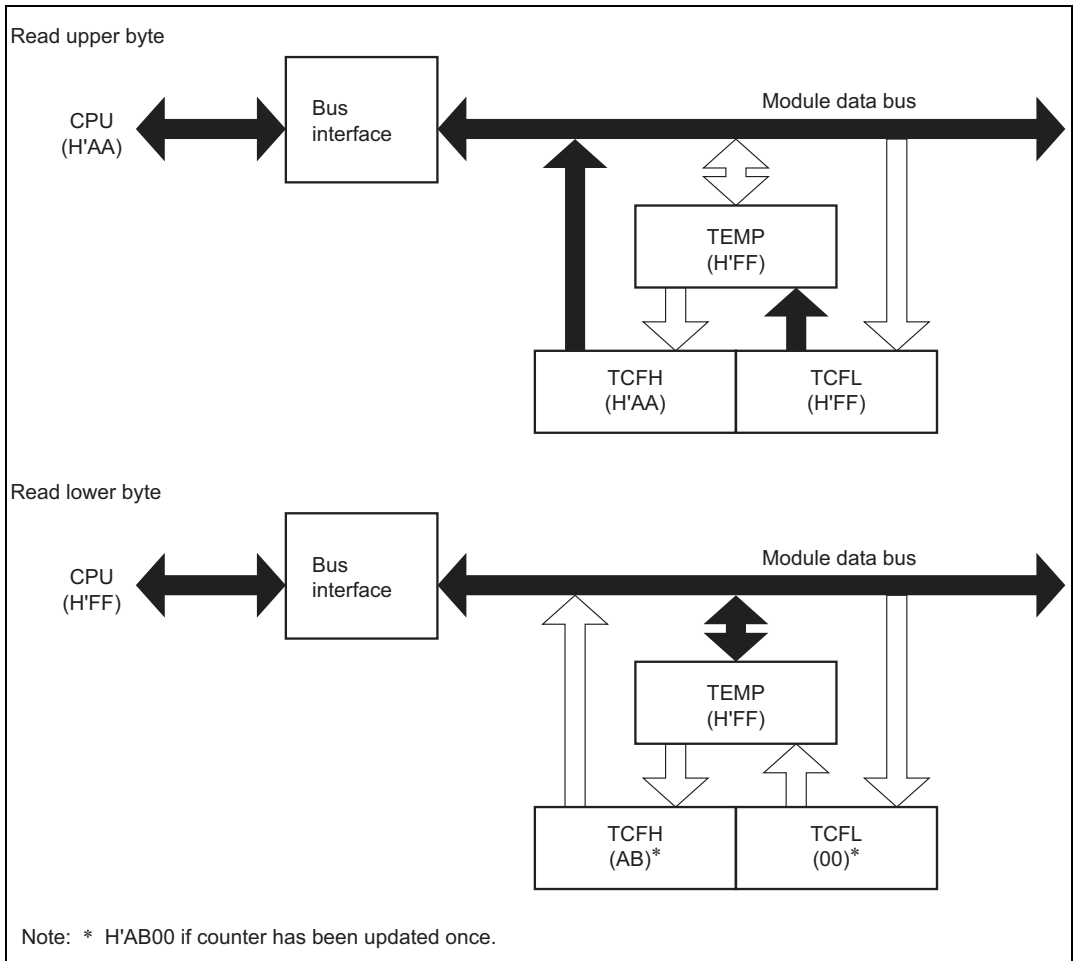 Read upper byte
CPU
(H'AA)
Bus
interface
Module data bus
TEMP
(H'FF)
TCFH
(H'AA)
TCFL
(H'FF)
Read lower byte
CPU
(H'FF)
Bus
interface
Module data bus
TEMP
(H'FF)
TCFH
(AB)*
TCFL
(00)*
Note: * H'AB00 if counter has been updated once.